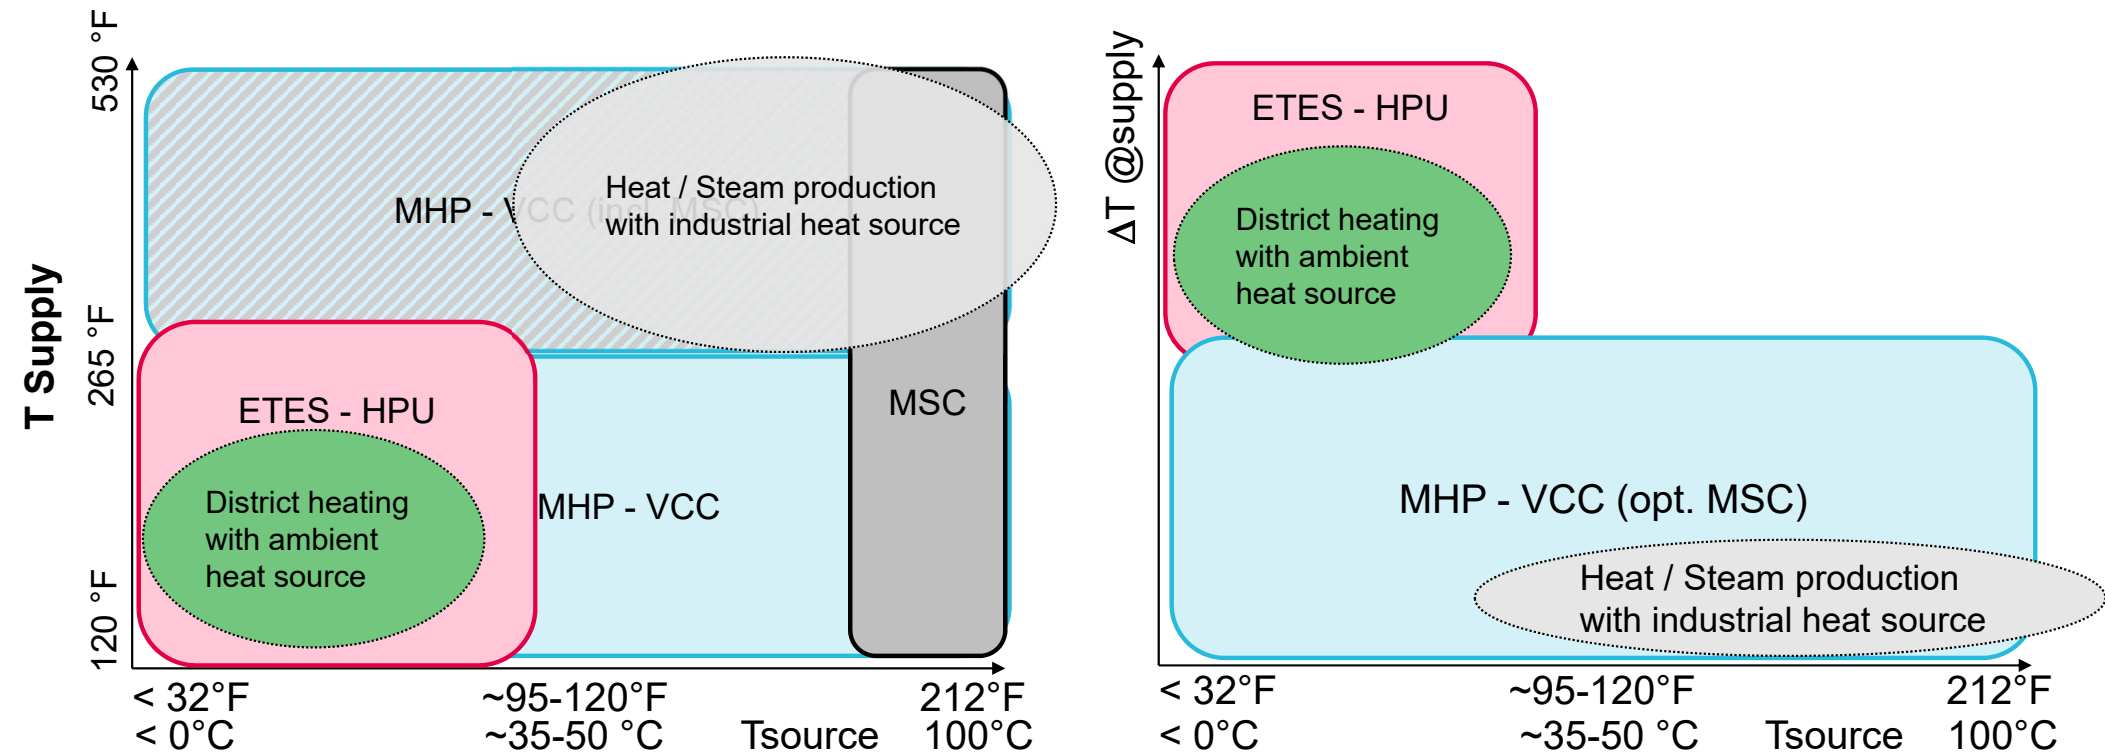 530 °F
265 °F
120 °F
T Supply
MHP - VCC (incl. MSC)
Heat / Steam production
with industrial heat source
ETES - HPU
MSC
District heating
with ambient
heat source
MHP - VCC
< 32°F
~95-120°F
212°F
< 0°C
~35-50 °C
Tsource
100°C
ΔT @supply
ETES - HPU
District heating
with ambient
heat source
MHP - VCC (opt. MSC)
Heat / Steam production
with industrial heat source
< 32°F
~95-120°F
212°F
< 0°C
~35-50 °C
Tsource
100°C